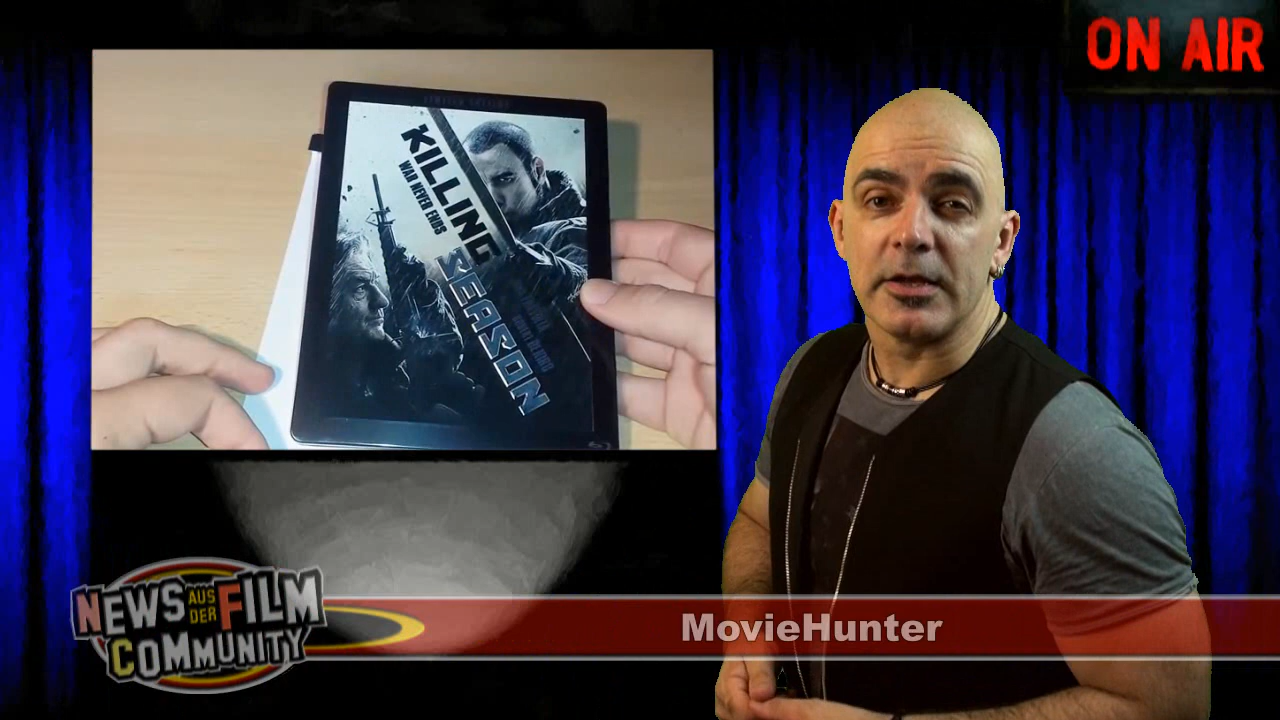 ON AIR
KILLING
WAR NEVER ENDS
SEASON
NEWS AUS DER FILM
COMMUNITY
MovieHunter